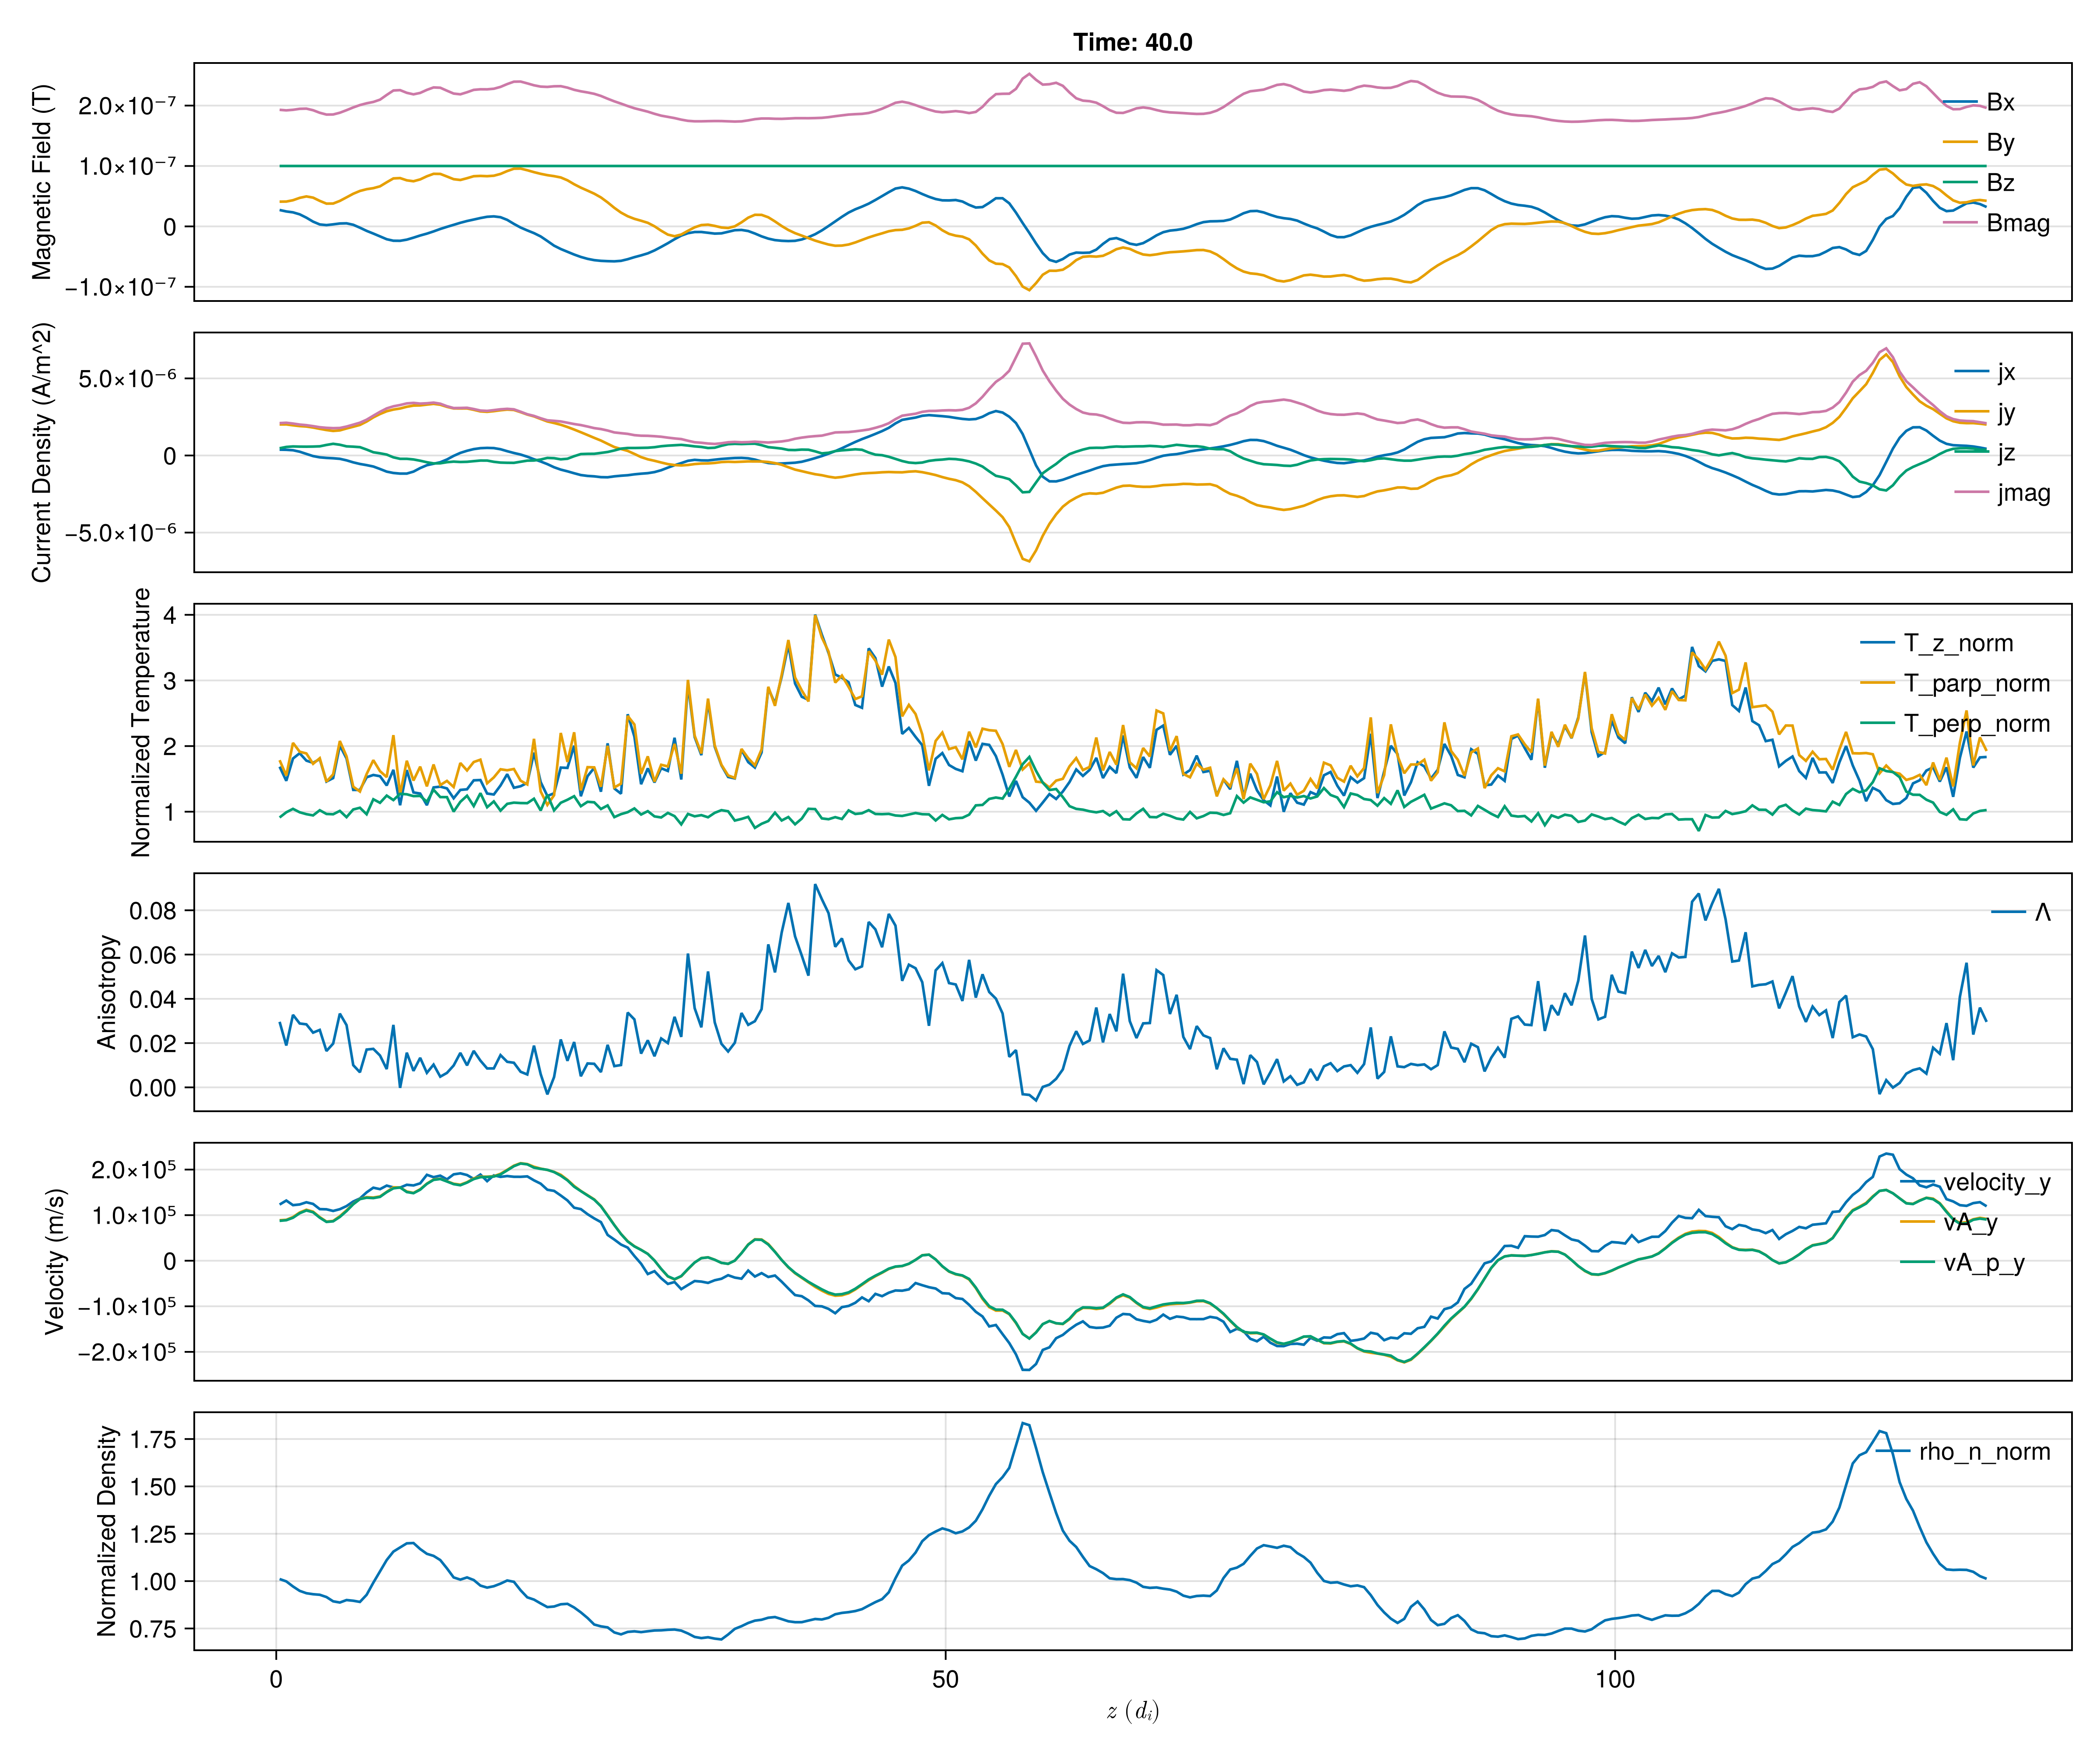 Time: 40.0
Magnetic Field (T)
2.0×10⁻⁷
1.0×10⁻⁷
0
−1.0×10⁻⁷
Bx
By
Bz
Bmag
Current Density (A/m^2)
5.0×10⁻⁶
0
−5.0×10⁻⁶
jx
jy
jz
jmag
Normalized Temperature
4
3
2
1
T_z_norm
T_parp_norm
T_perp_norm
Anisotropy
0.08
0.06
0.04
0.02
0.00
Λ
Velocity (m/s)
2.0×10⁵
1.0×10⁵
0
−1.0×10⁵
−2.0×10⁵
velocity_y
vA_y
vA_p_y
Normalized Density
1.75
1.50
1.25
1.00
0.75
rho_n_norm
0 50 100
z (dᵢ)